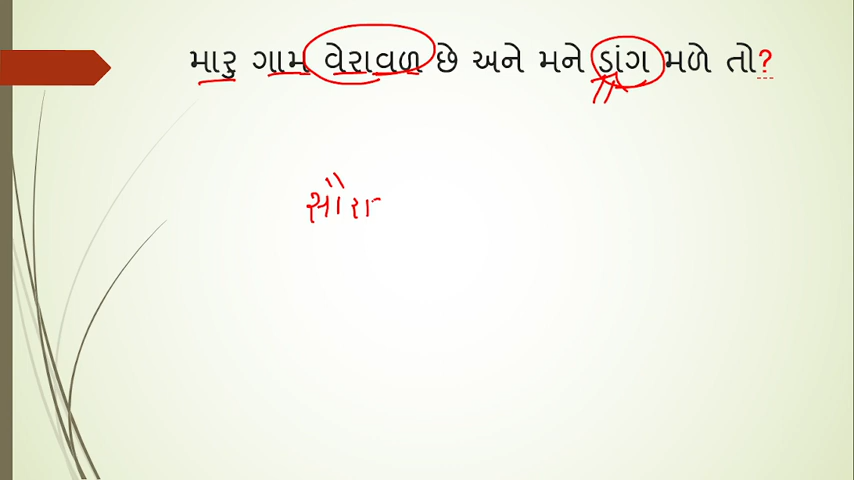 મારુ ગામ વેરાવળ છે અને મને ડાંગ મળે તો?
સૌરા